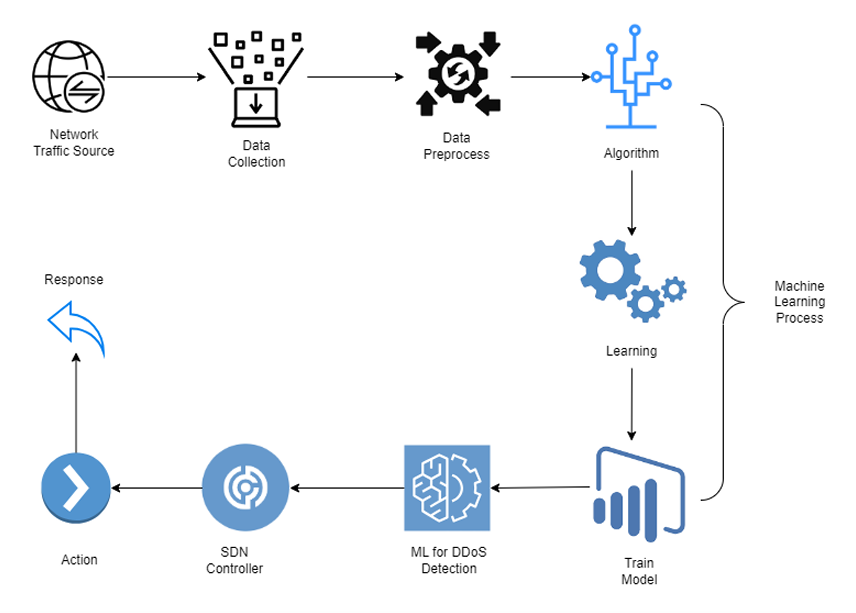 Network
Traffic Source
Data
Collection
Data
Preprocess
Algorithm
Learning
Machine
Learning
Process
Train
Model
ML for DDoS
Detection
SDN
Controller
Action
Response